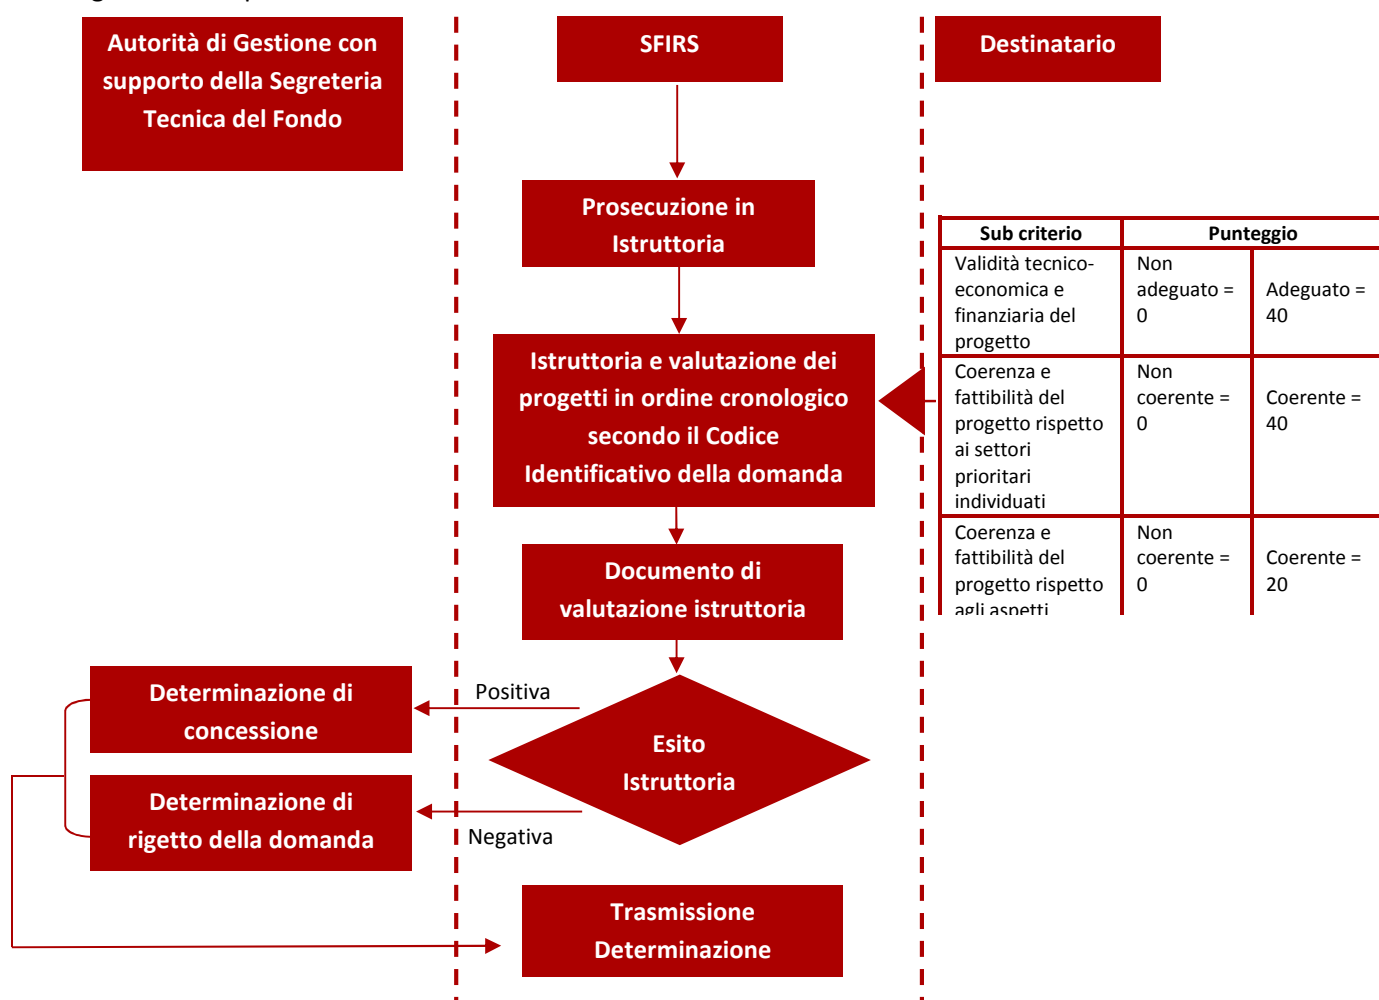 Autorità di Gestione con
supporto della Segreteria
Tecnica del Fondo
SFIRS
Destinatario
Prosecuzione in
Istruttoria
Istruttoria e valutazione dei
progetti in ordine cronologico
secondo il Codice
Identificativo della domanda
Sub criterio
Punteggio
Validità tecnico-
economica e
finanziaria del
progetto
Non
adeguato =
0
Adeguato =
40
Coerenza e
fattibilità del
progetto rispetto
ai settori
prioritari
individuati
Non
coerente =
0
Coerente =
40
Coerenza e
fattibilità del
progetto rispetto
agli aspetti
Non
coerente =
0
Coerente =
20
Documento di
valutazione istruttoria
Determinazione di
concessione
Positiva
Esito
Istruttoria
Determinazione di
rigetto della domanda
Negativa
Trasmissione
Determinazione